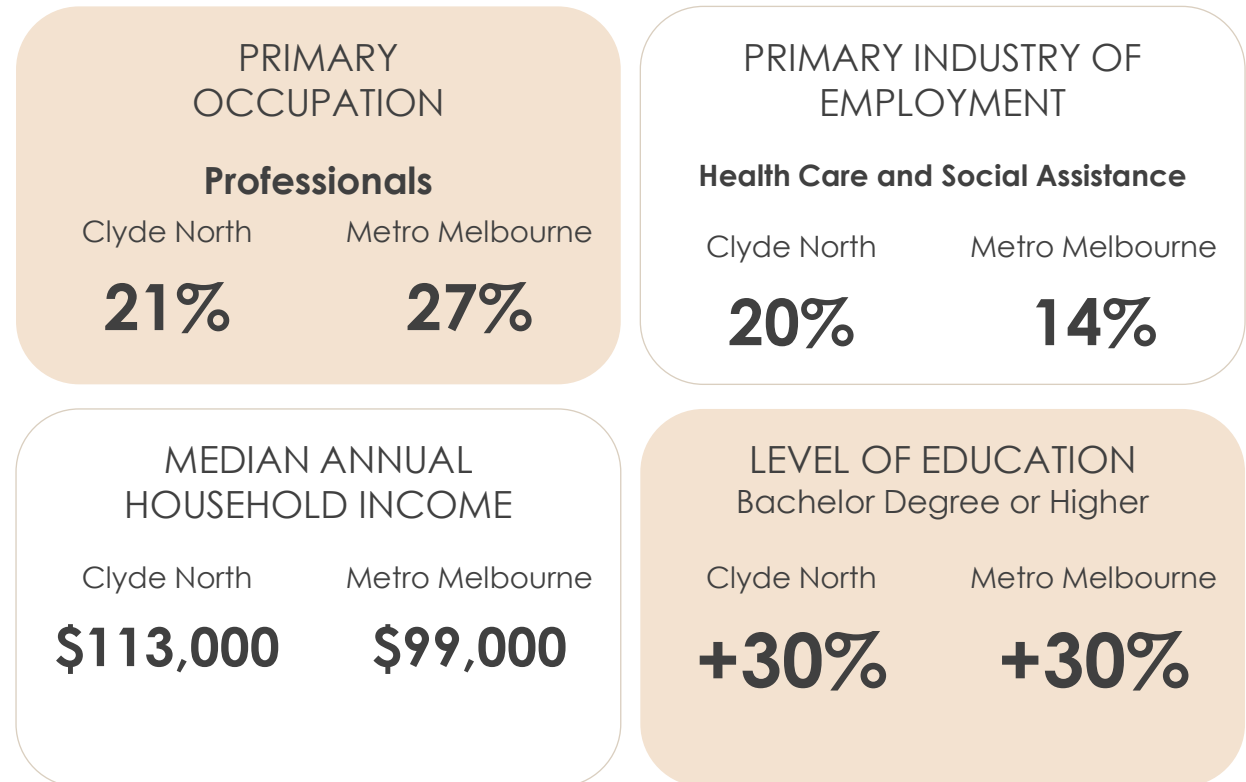 PRIMARY
OCCUPATION
Professionals
Clyde North Metro Melbourne
21% 27%
PRIMARY INDUSTRY OF
EMPLOYMENT
Health Care and Social Assistance
Clyde North Metro Melbourne
20% 14%
MEDIAN ANNUAL
HOUSEHOLD INCOME
Clyde North Metro Melbourne
$113,000 $99,000
LEVEL OF EDUCATION
Bachelor Degree or Higher
Clyde North Metro Melbourne
+30% +30%